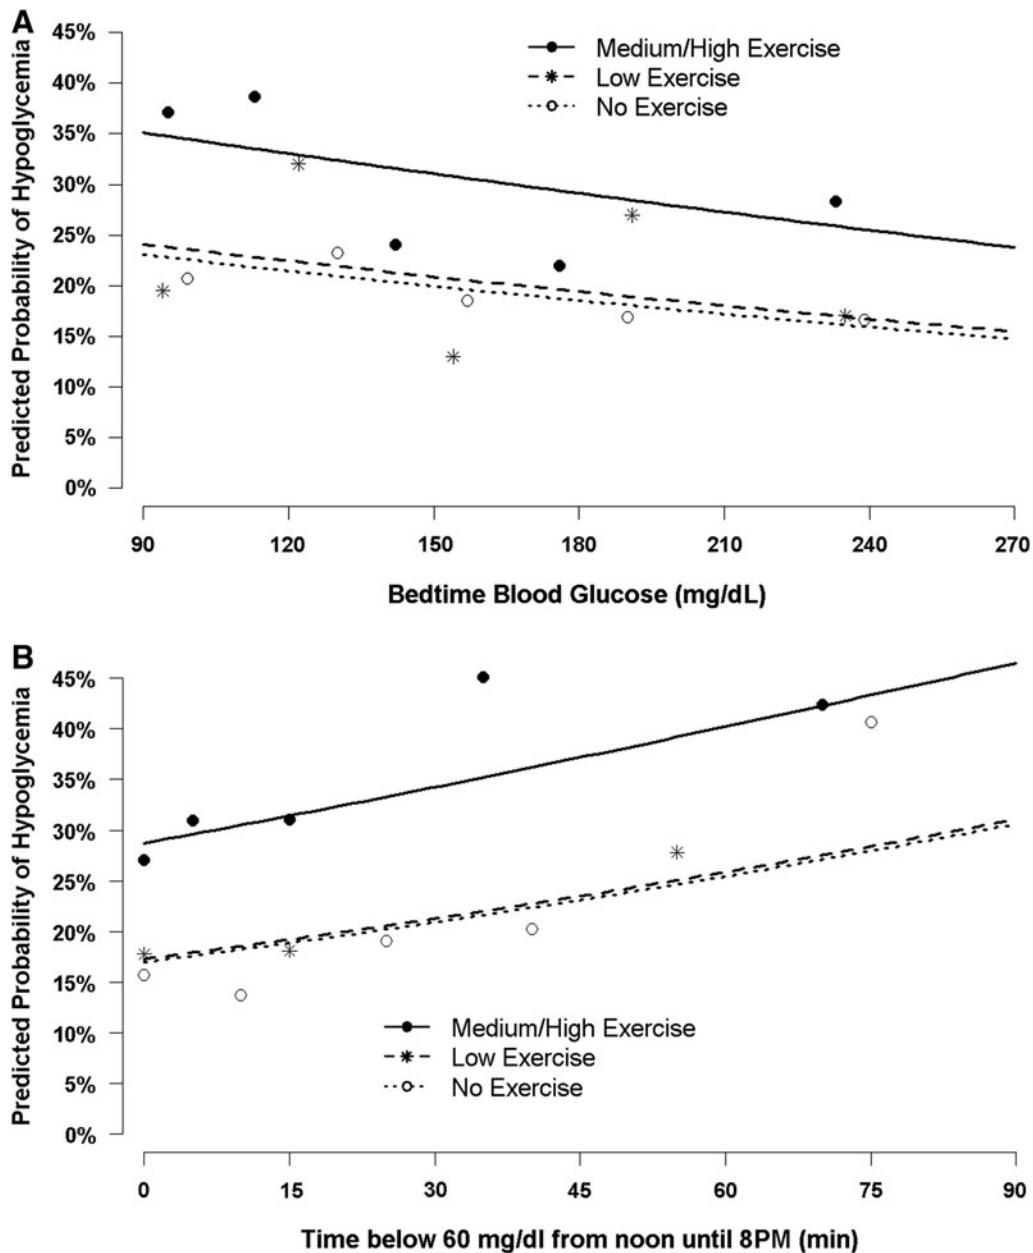 A
Predicted Probability of Hypoglycemia
45%
40%
35%
30%
25%
20%
15%
10%
5%
0%
Medium/High Exercise
Low Exercise
No Exercise
90 120 150 180 210 240 270
Bedtime Blood Glucose (mg/dL)
B
Predicted Probability of Hypoglycemia
45%
40%
35%
30%
25%
20%
15%
10%
5%
0%
Medium/High Exercise
Low Exercise
No Exercise
0 15 30 45 60 75 90
Time below 60 mg/dl from noon until 8PM (min)